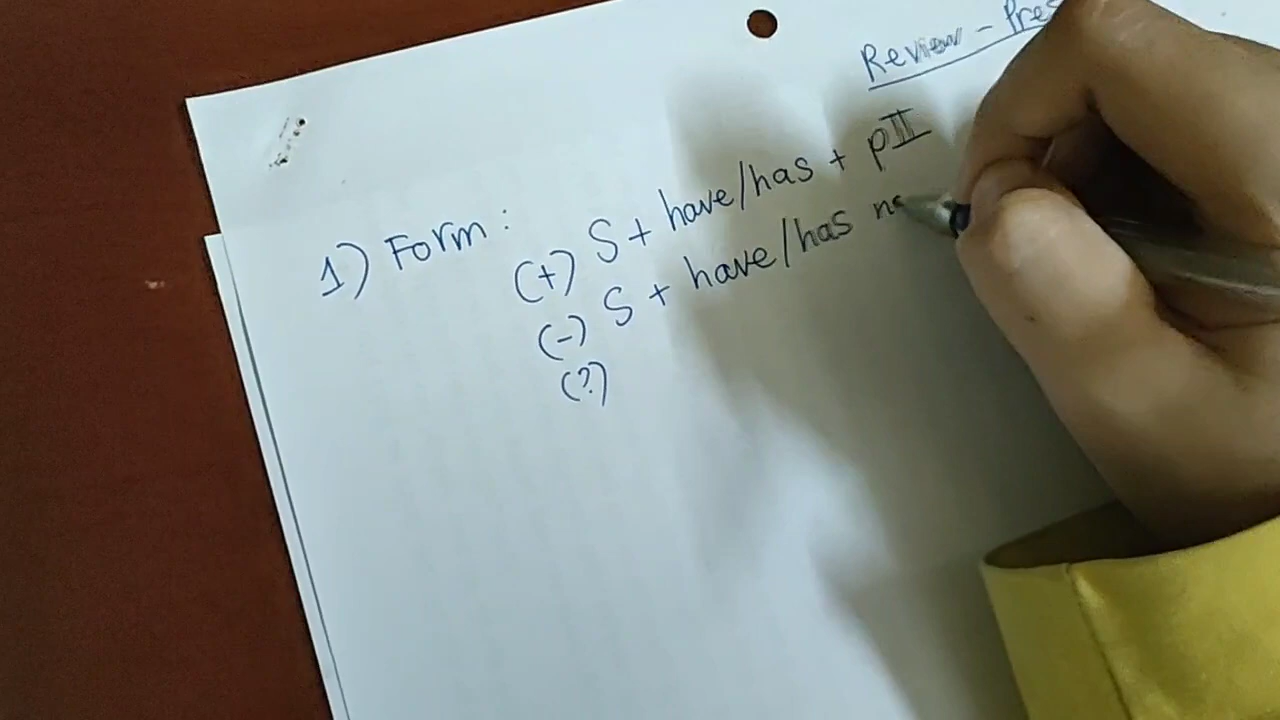 Review - Pres
1) Form:
(+) S + have/has + pII
(-) S + have/has
(?)